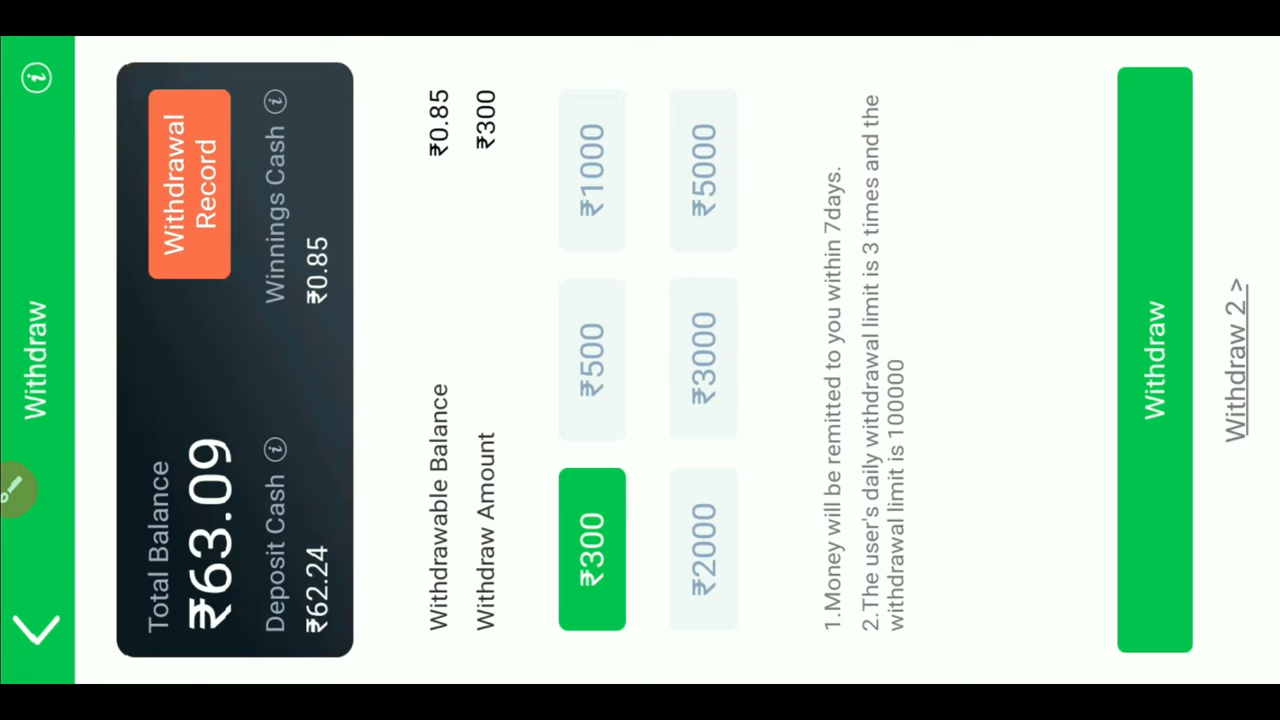 Withdraw
Total Balance
₹63.09
Withdrawal
Record
Deposit Cash
Winnings Cash
₹62.24
₹0.85
Withdrawable Balance
₹0.85
Withdraw Amount
₹300
₹300
₹500
₹1000
₹2000
₹3000
₹5000
1.Money will be remitted to you within 7days.
2.The user's daily withdrawal limit is 3 times and the
withdrawal limit is 100000
Withdraw
Withdraw 2 >